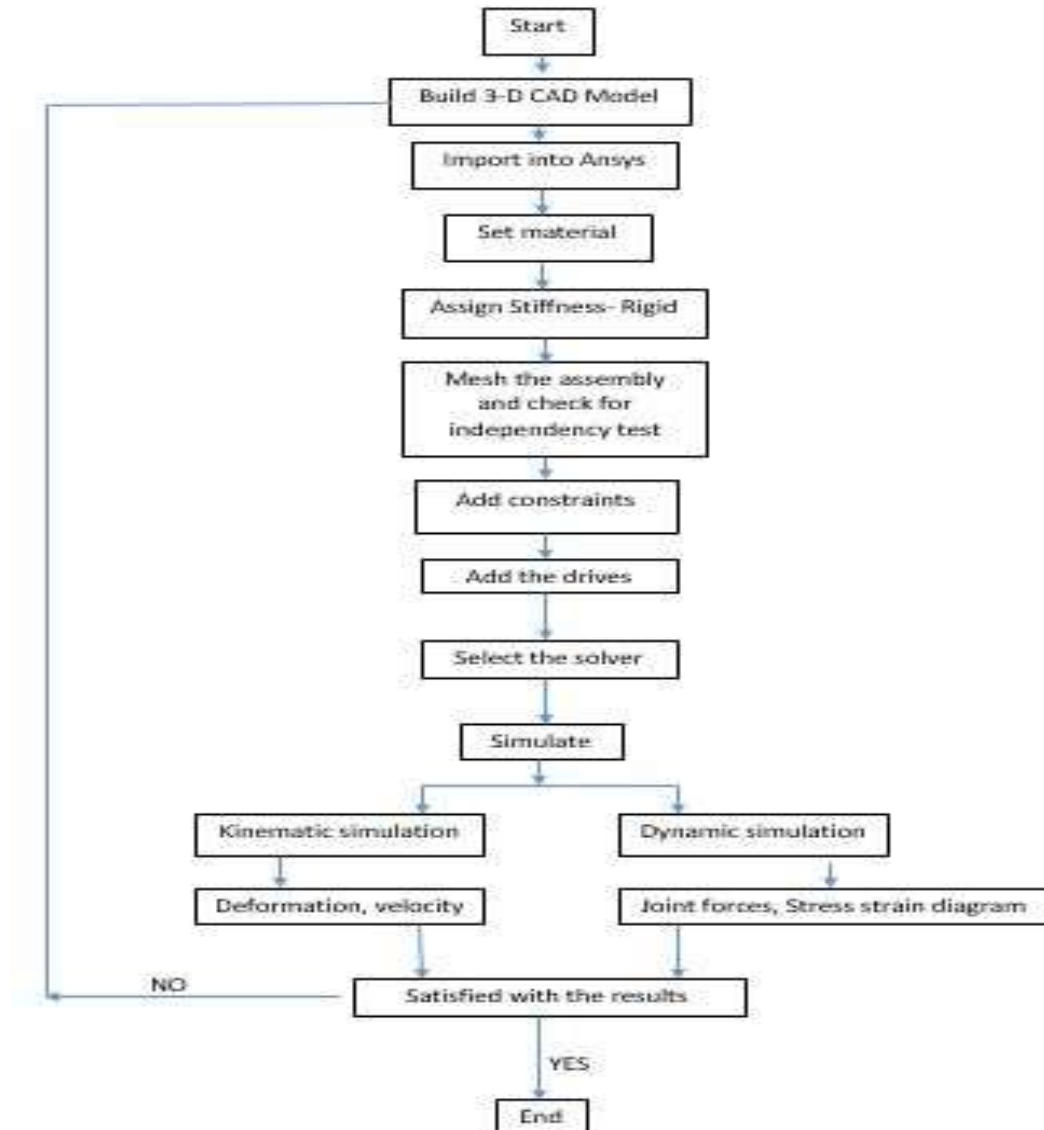 Start
Build 3-D CAD Model
Import into Ansys
Set material
Assign Stiffness- Rigid
Mesh the assembly
and check for
independency test
Add constraints
Add the drives
Select the solver
Simulate
Kinematic simulation
Dynamic simulation
Deformation, velocity
Joint forces, Stress strain diagram
NO
Satisfied with the results
YES
End